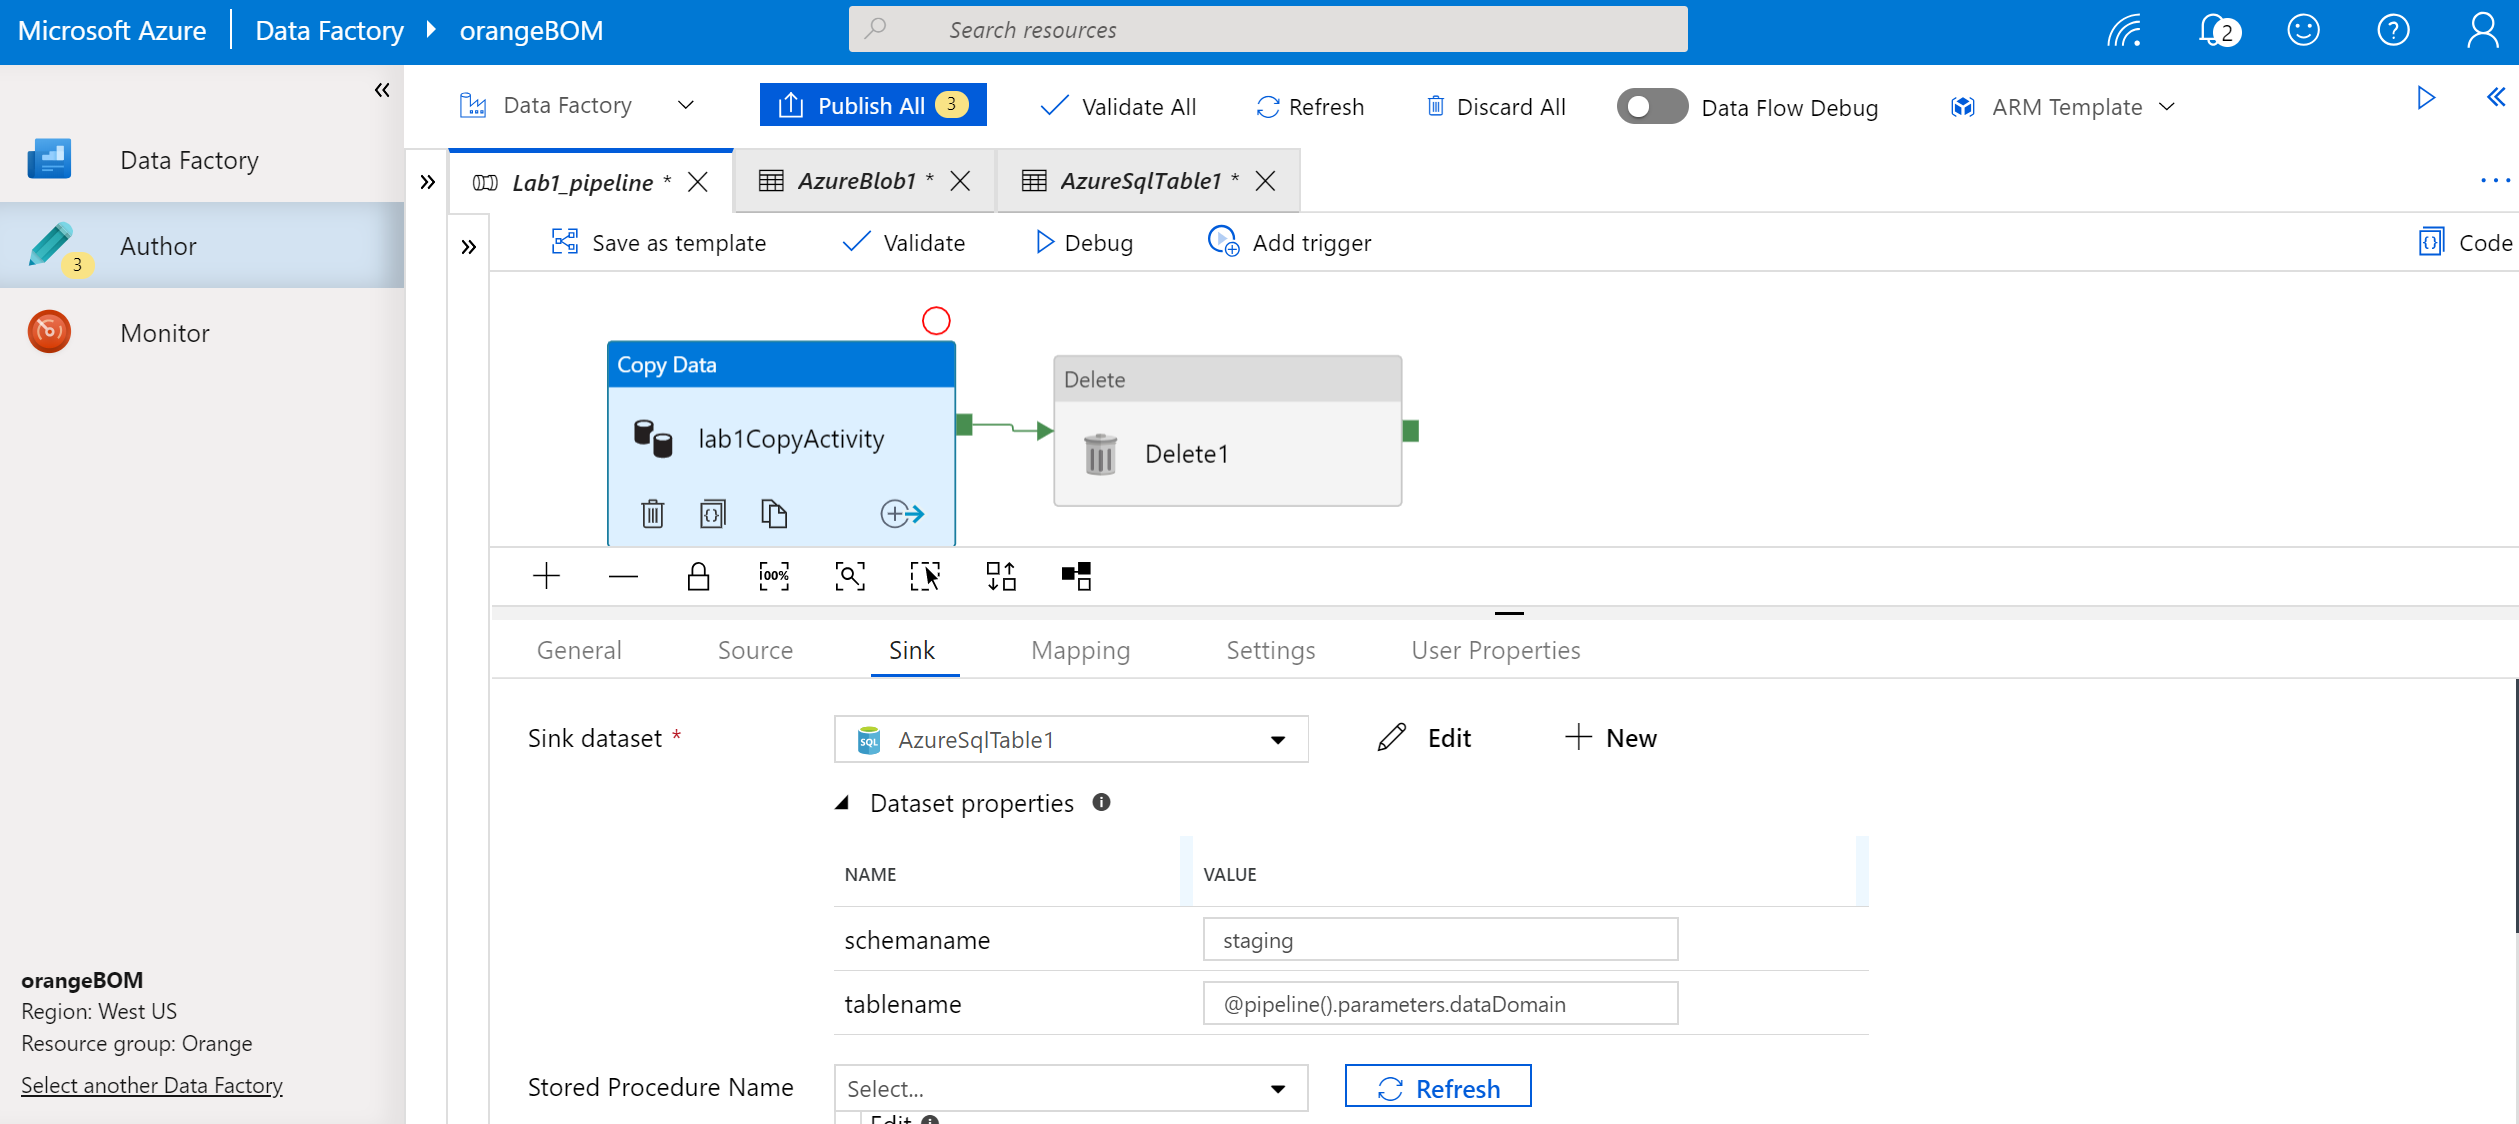 Microsoft Azure
Data Factory
orangeBOM
Search resources
2
Data Factory
Publish All 3
Validate All
Refresh
Discard All
Data Flow Debug
ARM Template
Data Factory
Author
3
Monitor
Lab1_pipeline *
AzureBlob1 *
AzureSqlTable1 *
Save as template
Validate
Debug
Add trigger
Code
Copy Data
lab1CopyActivity
Delete
Delete1
100%
General
Source
Sink
Mapping
Settings
User Properties
Sink dataset *
SQL
AzureSqlTable1
Edit
New
Dataset properties
NAME
VALUE
schemaname
staging
tablename
@pipeline().parameters.dataDomain
Stored Procedure Name
Select...
Refresh
Edit
orangeBOM
Region: West US
Resource group: Orange
Select another Data Factory